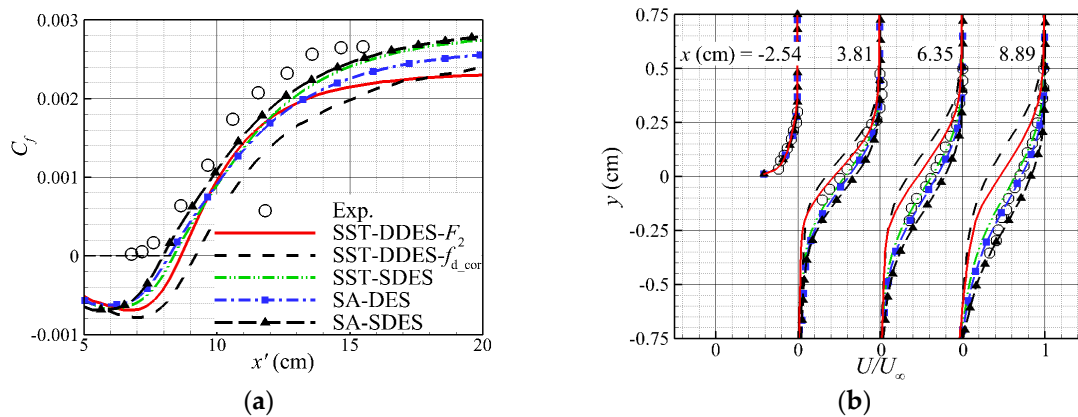 0.003
0.002
0.001
0
-0.001
C_f
5
10
15
20
x' (cm)
Exp.
SST-DDES-F_2
SST-DDES-f_{d_cor}
SST-SDES
SA-DES
SA-SDES
(a)
0.75
0.5
0.25
0
-0.25
-0.5
-0.75
y (cm)
x (cm) = -2.54 3.81 6.35 8.89
0 0 0 0 1
U/U_∞
(b)